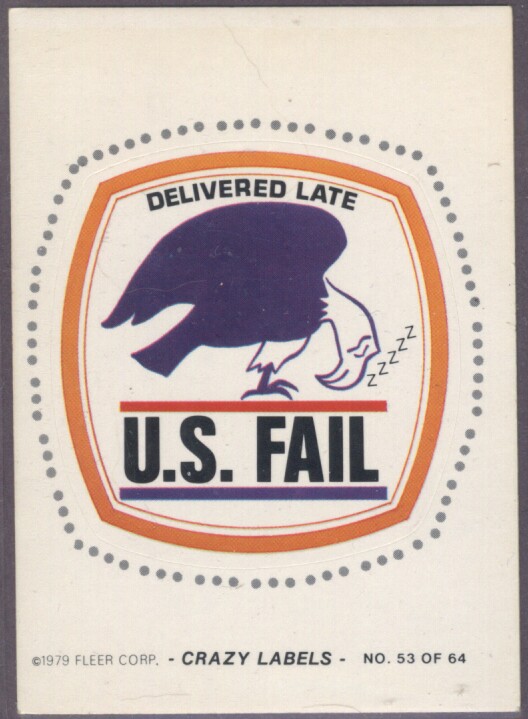 DELIVERED LATE
ZZZZZ
U.S. FAIL
©1979 FLEER CORP. - CRAZY LABELS - NO. 53 OF 64